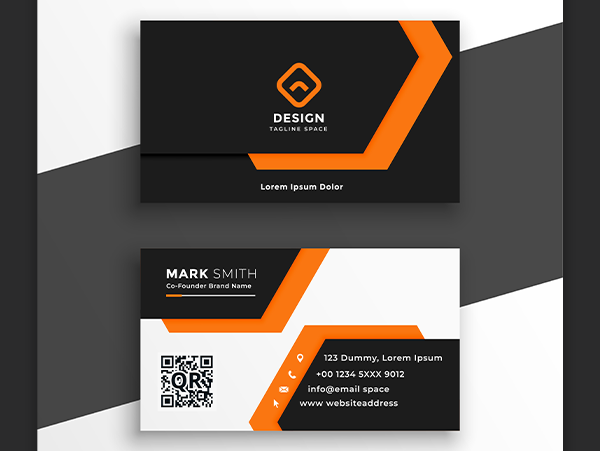 DESIGN
TAGLINE SPACE
Lorem Ipsum Dolor
MARK SMITH
Co-Founder Brand Name
QR
123 Dummy, Lorem Ipsum
+00 1234 5XXX 9012
info@email space
www websiteaddress